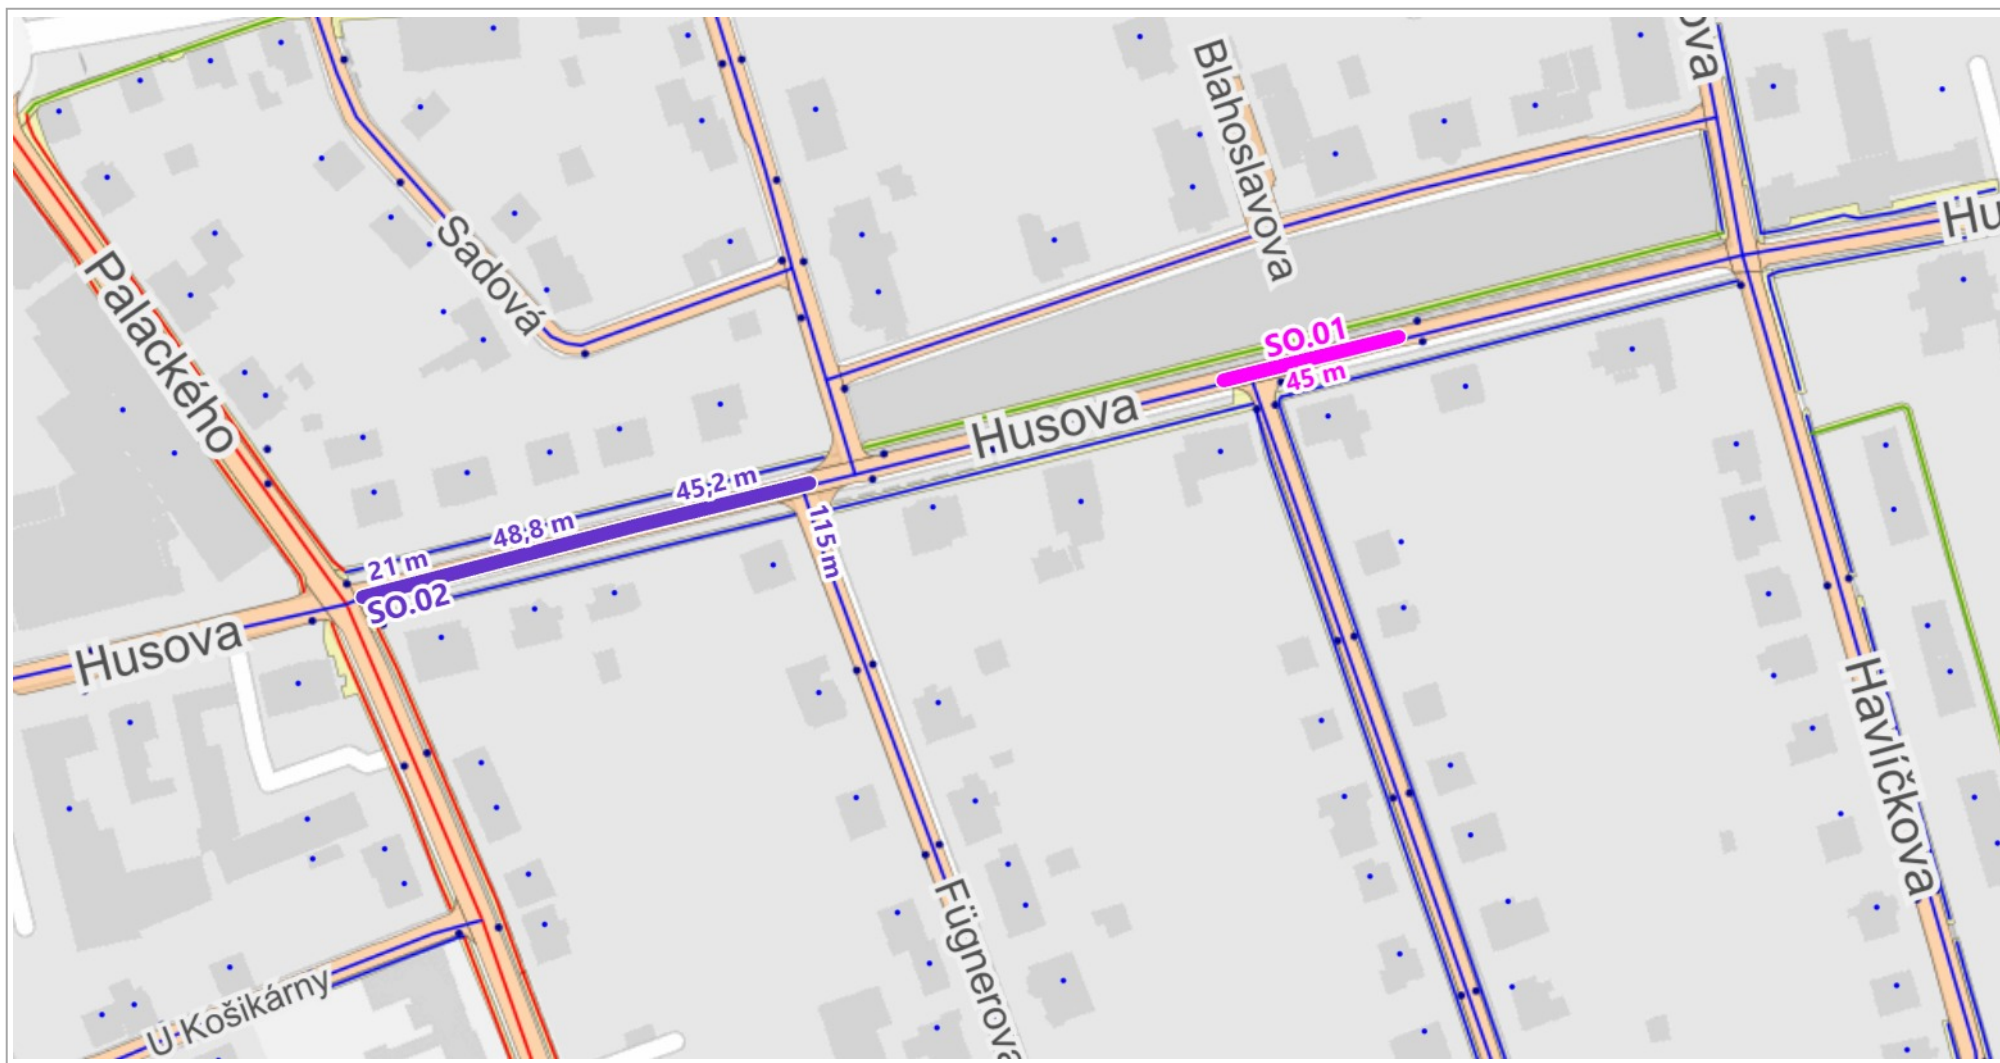 Blahoslavova
ova
Hu
Palackého
Sadová
SO.01
45 m
Husova
45,2 m
48,8 m
115 m
21 m
SO.02
Husova
Havlíčkova
Fügnerova
U Košikárny